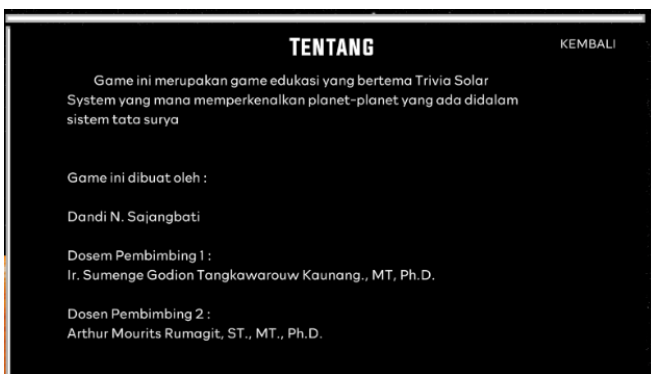 TENTANG
KEMBALI
Game ini merupakan game edukasi yang bertema Trivia Solar
System yang mana memperkenalkan planet-planet yang ada didalam
sistem tata surya
Game ini dibuat oleh :
Dandi N. Sajangbati
Dosem Pembimbing 1 :
Ir. Sumenge Godion Tangkawarouw Kaunang., MT, Ph.D.
Dosen Pembimbing 2 :
Arthur Mourits Rumagit, ST., MT., Ph.D.